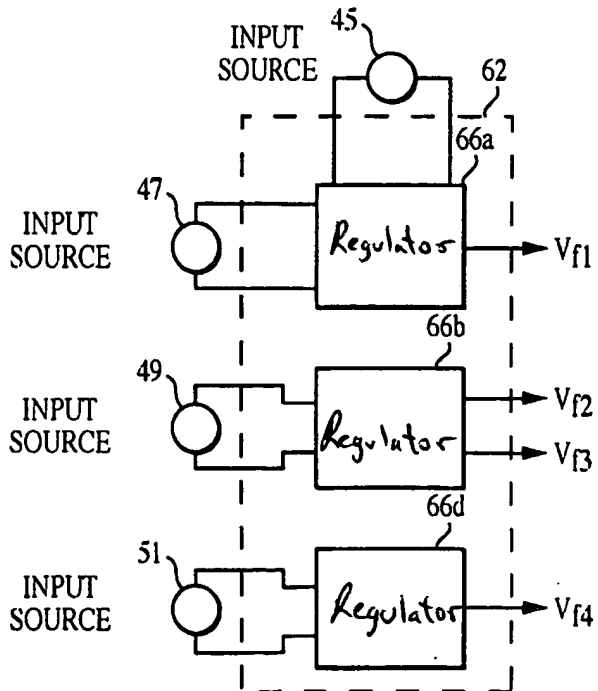 INPUT SOURCE
45
62
66a
47
INPUT SOURCE
Regulator
Vf1
66b
49
INPUT SOURCE
Regulator
Vf2
Vf3
66d
51
INPUT SOURCE
Regulator
Vf4